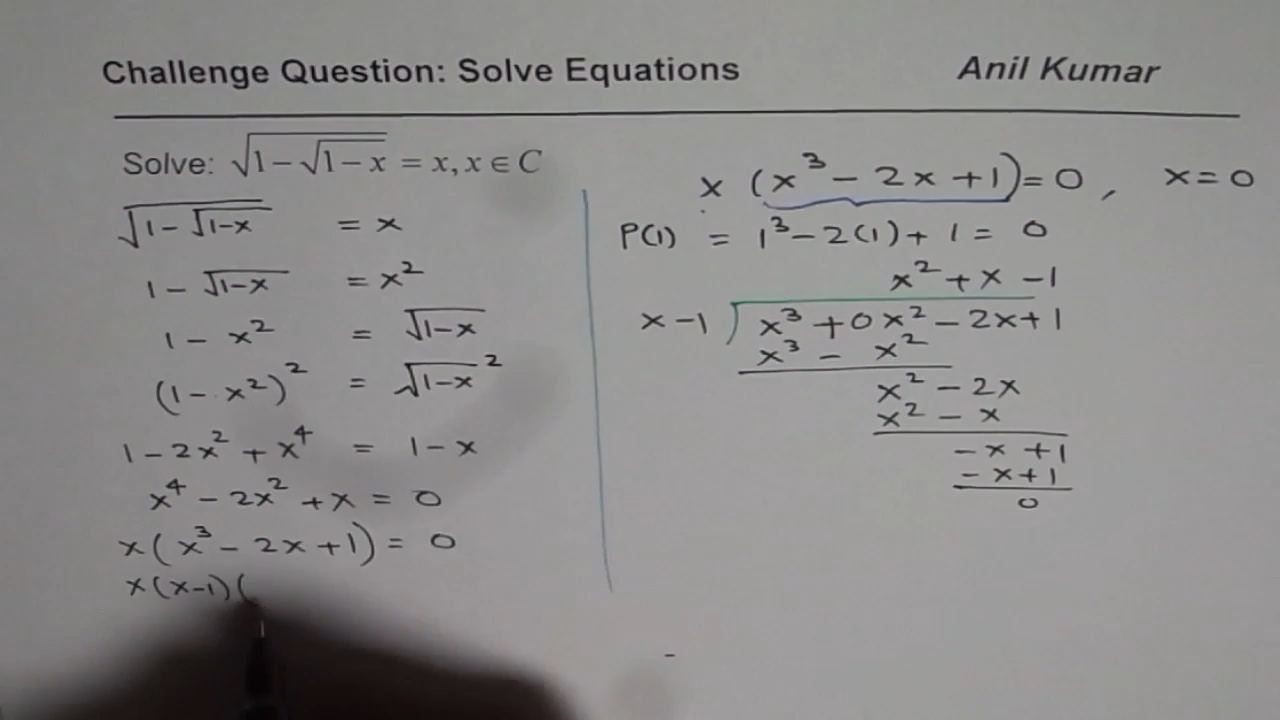 Challenge Question: Solve Equations Anil Kumar
Solve: √(1−√(1−x)) = x, x ∈ C
√(1−√(1−x)) = x
1 − √(1−x) = x²
1 − x² = √(1−x)
(1 − x²)² = √(1−x)²
1 − 2x² + x⁴ = 1 − x
x⁴ − 2x² + x = 0
x(x³ − 2x + 1) = 0
x(x−1)(
x (x³ − 2x + 1) = 0 , x = 0
P(1) = 1³ − 2(1) + 1 = 0
x² + x − 1
x − 1 ) x³ + 0x² − 2x + 1
x³ − x²
x² − 2x
x² − x
− x + 1
− x + 1
0